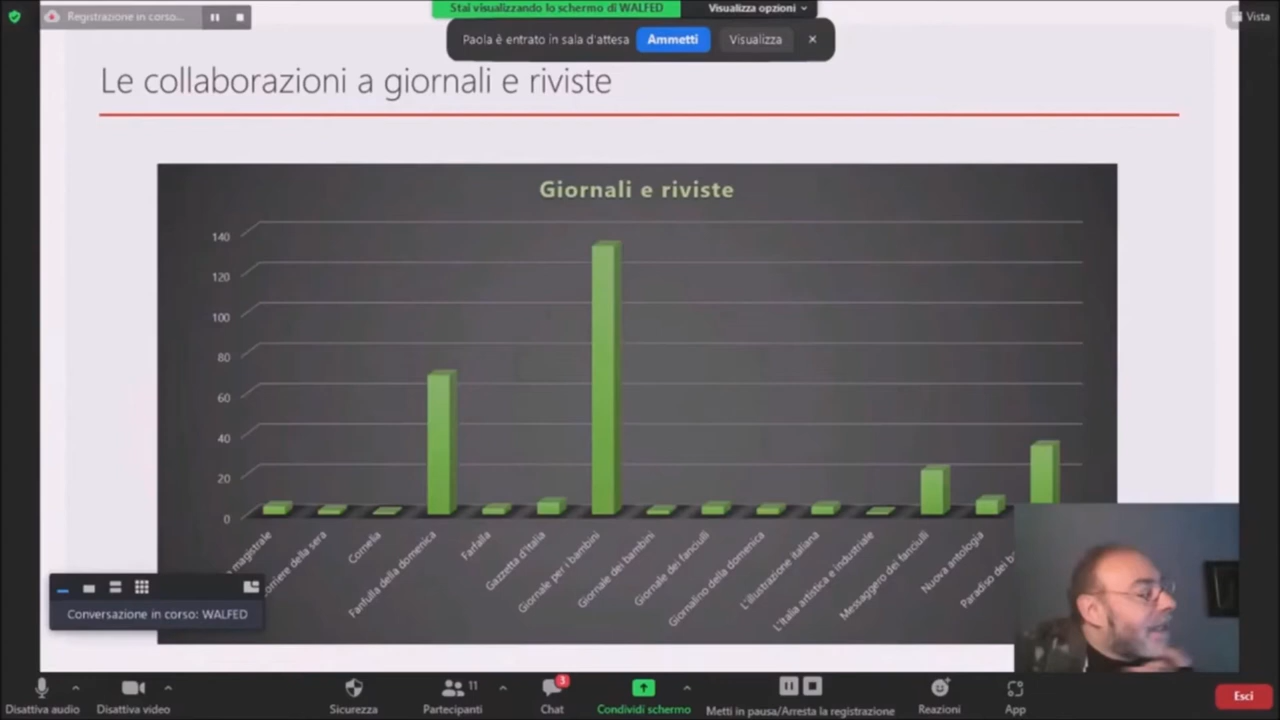 Registrazione in corso...
Stai visualizzando lo schermo di WALFED
Visualizza opzioni
Vista
Paola è entrato in sala d'attesa
Ammetti
Visualizza
Le collaborazioni a giornali e riviste
Giornali e riviste
140
120
100
80
60
40
20
0
magistrale
orriere della sera
Cornelia
Fanfulla della domenica
Farfalla
Gazzetta d'Italia
Giornale per i bambini
Giornale dei bambini
Giornale dei fanciulli
Giornalino della domenica
L'illustrazione italiana
L'Italia artistica e industriale
Messaggero dei fanciulli
Nuova antologia
Paradiso dei ba
Conversazione in corso: WALFED
Disattiva audio
Disattiva video
Sicurezza
11
Partecipanti
3
Chat
Condividi schermo
Metti in pausa/Arresta la registrazione
Reazioni
App
Esci